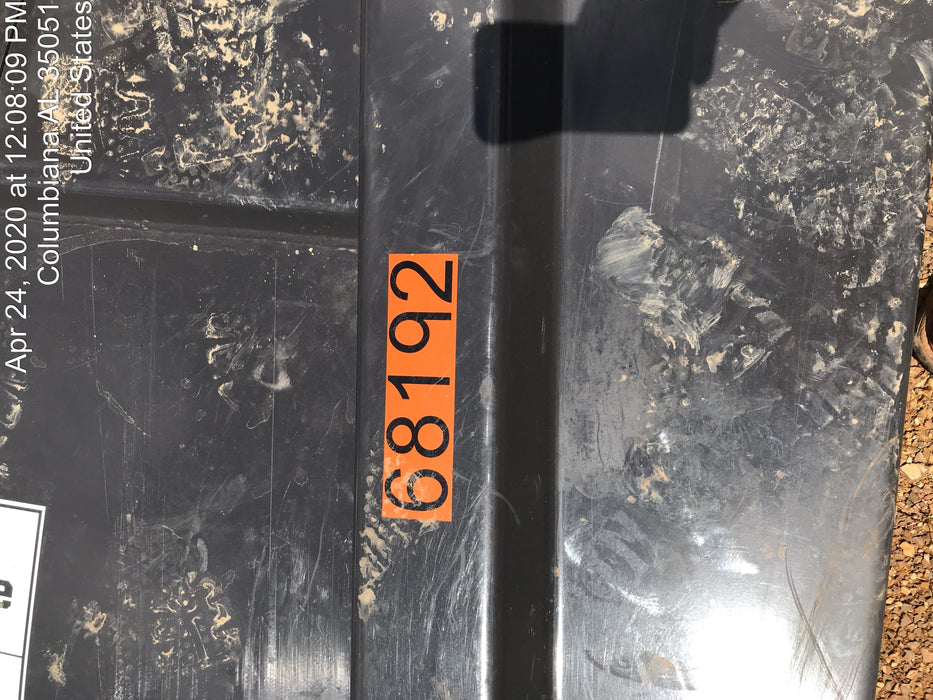 Apr 24, 2020 at 12:08:09 PM
Columbiana AL 35051
United States
68192